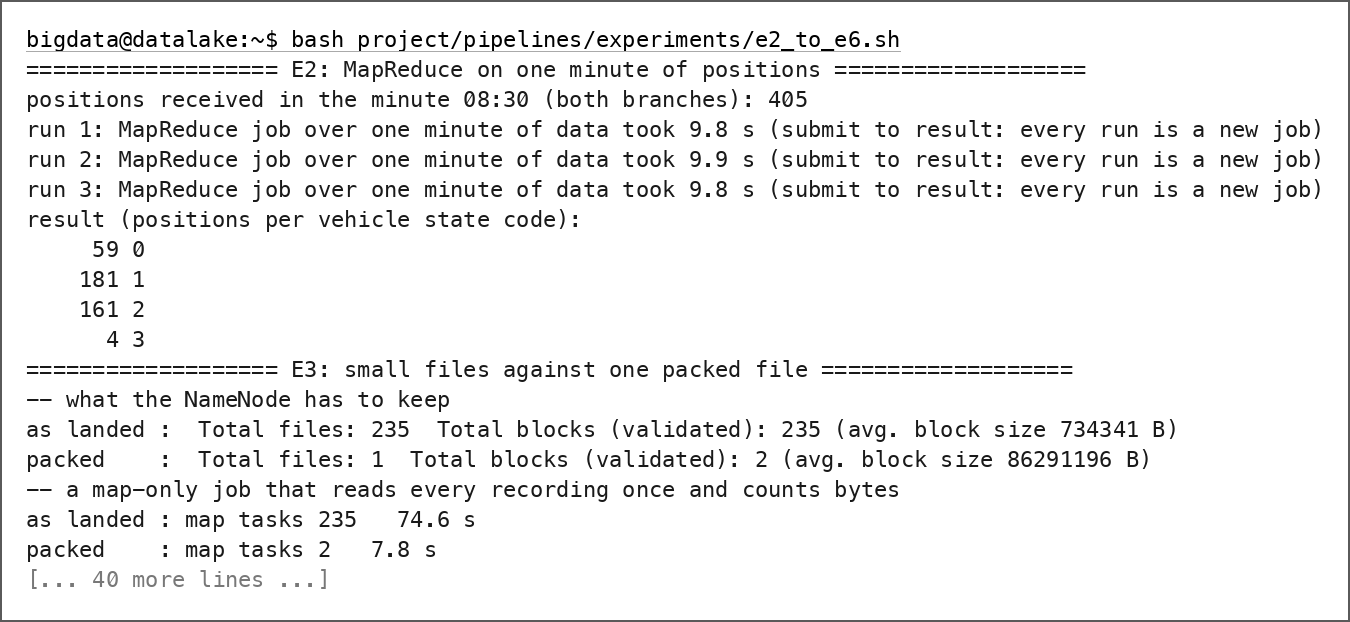 bigdata@datalake:~$ bash project/pipelines/experiments/e2_to_e6.sh
=================== E2: MapReduce on one minute of positions ===================
positions received in the minute 08:30 (both branches): 405
run 1: MapReduce job over one minute of data took 9.8 s (submit to result: every run is a new job)
run 2: MapReduce job over one minute of data took 9.9 s (submit to result: every run is a new job)
run 3: MapReduce job over one minute of data took 9.8 s (submit to result: every run is a new job)
result (positions per vehicle state code):
     59 0
    181 1
    161 2
      4 3
=================== E3: small files against one packed file ===================
-- what the NameNode has to keep
as landed :  Total files: 235  Total blocks (validated): 235 (avg. block size 734341 B)
packed    :  Total files: 1  Total blocks (validated): 2 (avg. block size 86291196 B)
-- a map-only job that reads every recording once and counts bytes
as landed : map tasks 235   74.6 s
packed    : map tasks 2   7.8 s
[... 40 more lines ...]